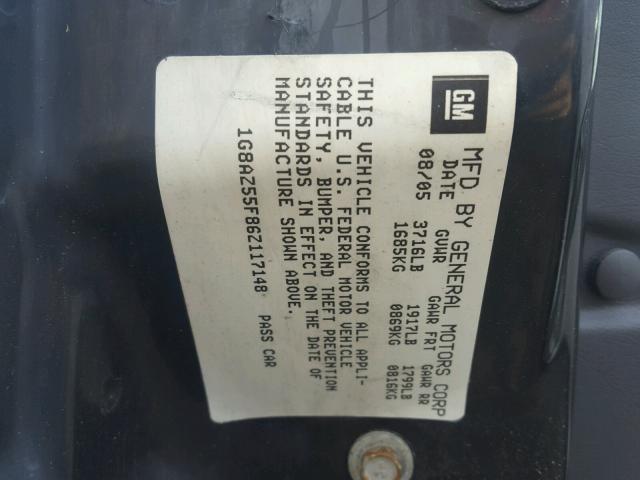 GM
MFD BY GENERAL MOTORS CORP
DATE GVWR GAWR FRT GAWR RR
08/05 3716LB 1917LB 1799LB
1685KG 0869KG 0816KG
THIS VEHICLE CONFORMS TO ALL APPLI-
CABLE U.S. FEDERAL MOTOR VEHICLE
SAFETY, BUMPER, AND THEFT PREVENTION
STANDARDS IN EFFECT ON THE DATE OF
MANUFACTURE SHOWN ABOVE.
1G8AZ55F86Z117148 PASS CAR